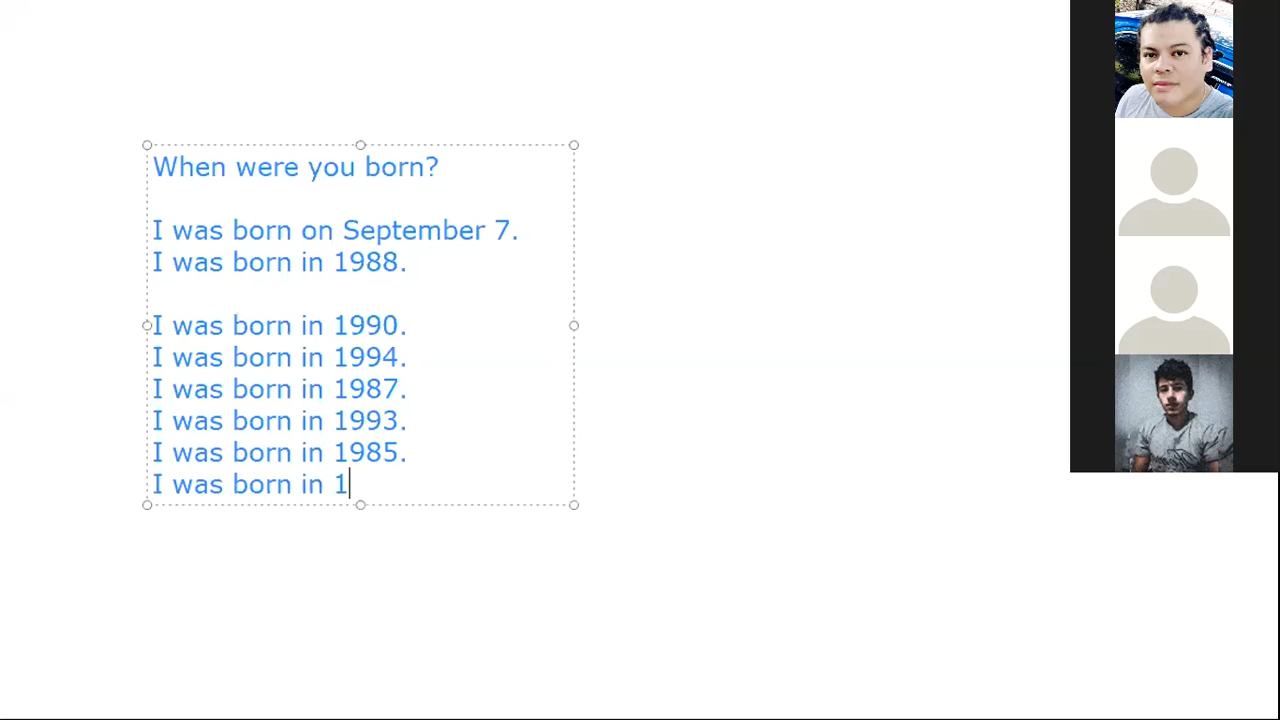 When were you born?
I was born on September 7.
I was born in 1988.
I was born in 1990.
I was born in 1994.
I was born in 1987.
I was born in 1993.
I was born in 1985.
I was born in 1